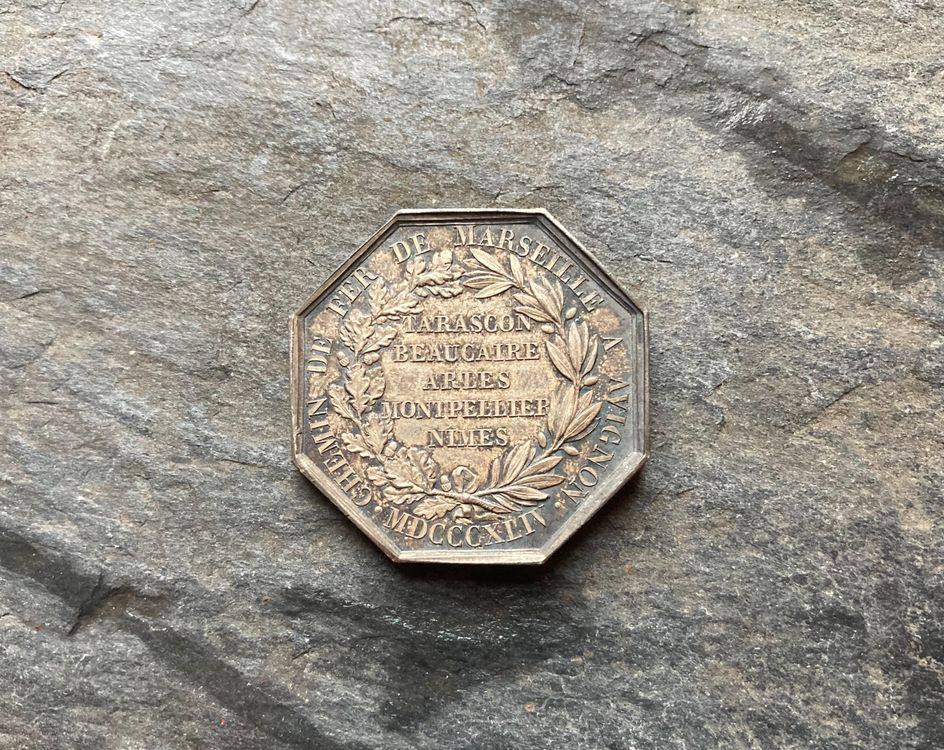 CHEMIN DE FER DE MARSEILLE A AVIGNON.
TARASCON
BEAUCAIRE
ARLES
MONTPELLIER
NIMES
· MDCCCXLIV ·